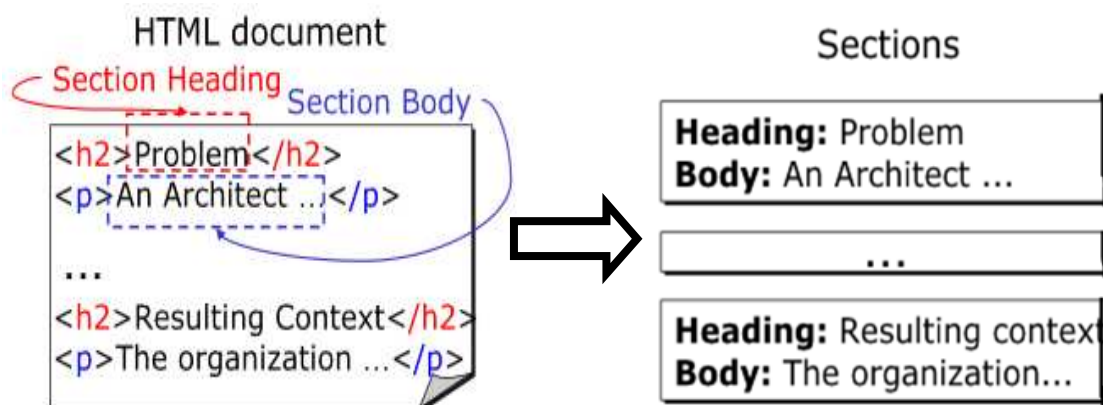 HTML document
Section Heading
Section Body
<h2>Problem</h2>
<p>An Architect ...</p>
...
<h2>Resulting Context</h2>
<p>The organization ...</p>
Sections
Heading: Problem
Body: An Architect ...
...
Heading: Resulting context
Body: The organization...